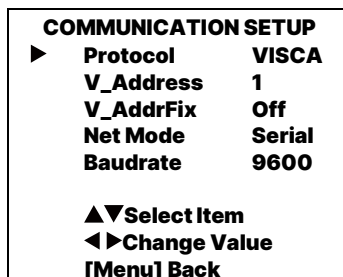 COMMUNICATION SETUP
▶ Protocol VISCA
V_Address 1
V_AddrFix Off
Net Mode Serial
Baudrate 9600
▲▼Select Item
◀ ▶Change Value
[Menu] Back